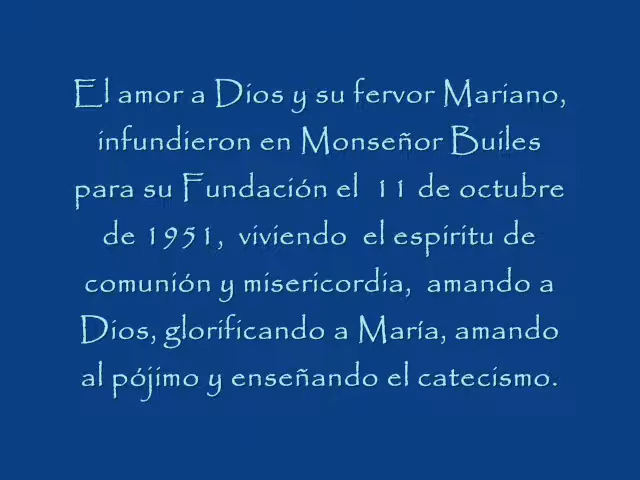 El amor a Dios y su fervor Mariano,
infundieron en Monseñor Builes
para su Fundación el 11 de octubre
de 1951, viviendo el espiritu de
comunión y misericordia, amando a
Dios, glorificando a María, amando
al pójimo y enseñando el catecismo.